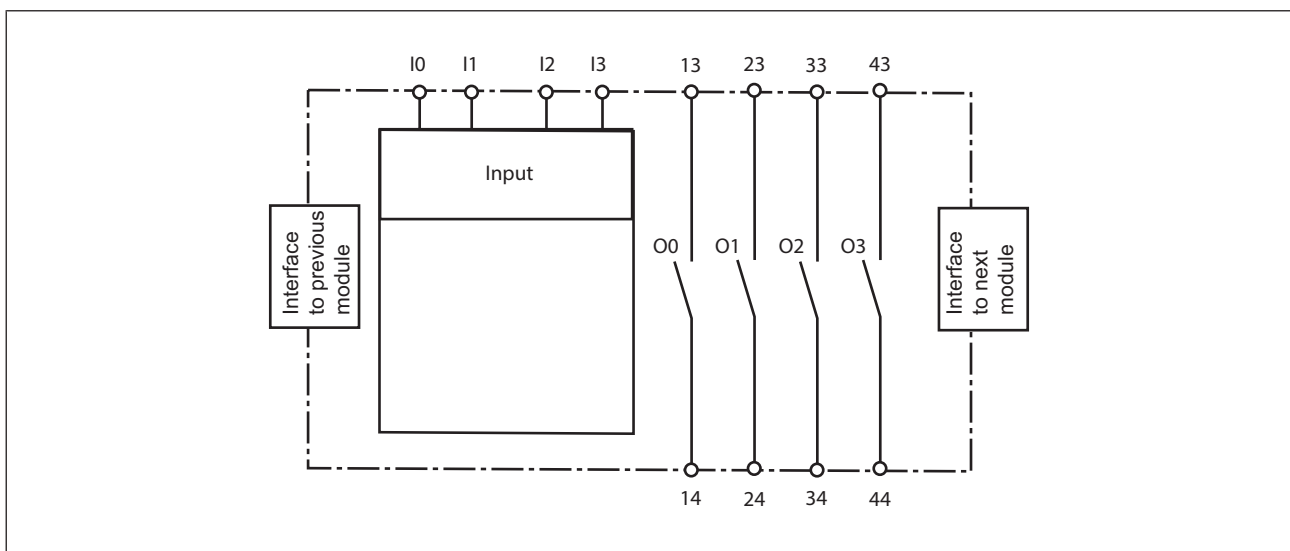 I0 I1 I2 I3 13 23 33 43
Input
Interface
to previous
module
O0 O1 O2 O3
Interface
to next
module
14 24 34 44